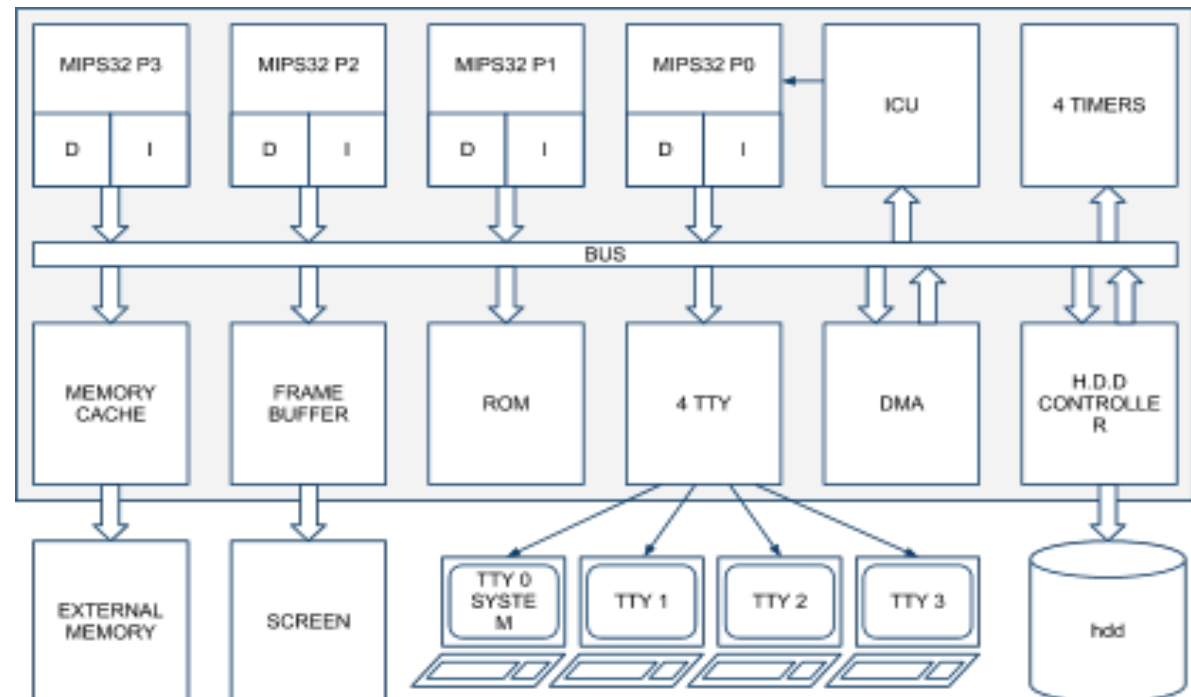 MIPS32 P3
D
I
MIPS32 P2
D
I
MIPS32 P1
D
I
MIPS32 P0
D
I
ICU
4 TIMERS
BUS
MEMORY
CACHE
FRAME
BUFFER
ROM
4 TTY
DMA
H.D.D
CONTROLLE
R
EXTERNAL
MEMORY
SCREEN
TTY 0
SYSTE
M
TTY 1
TTY 2
TTY 3
hdd